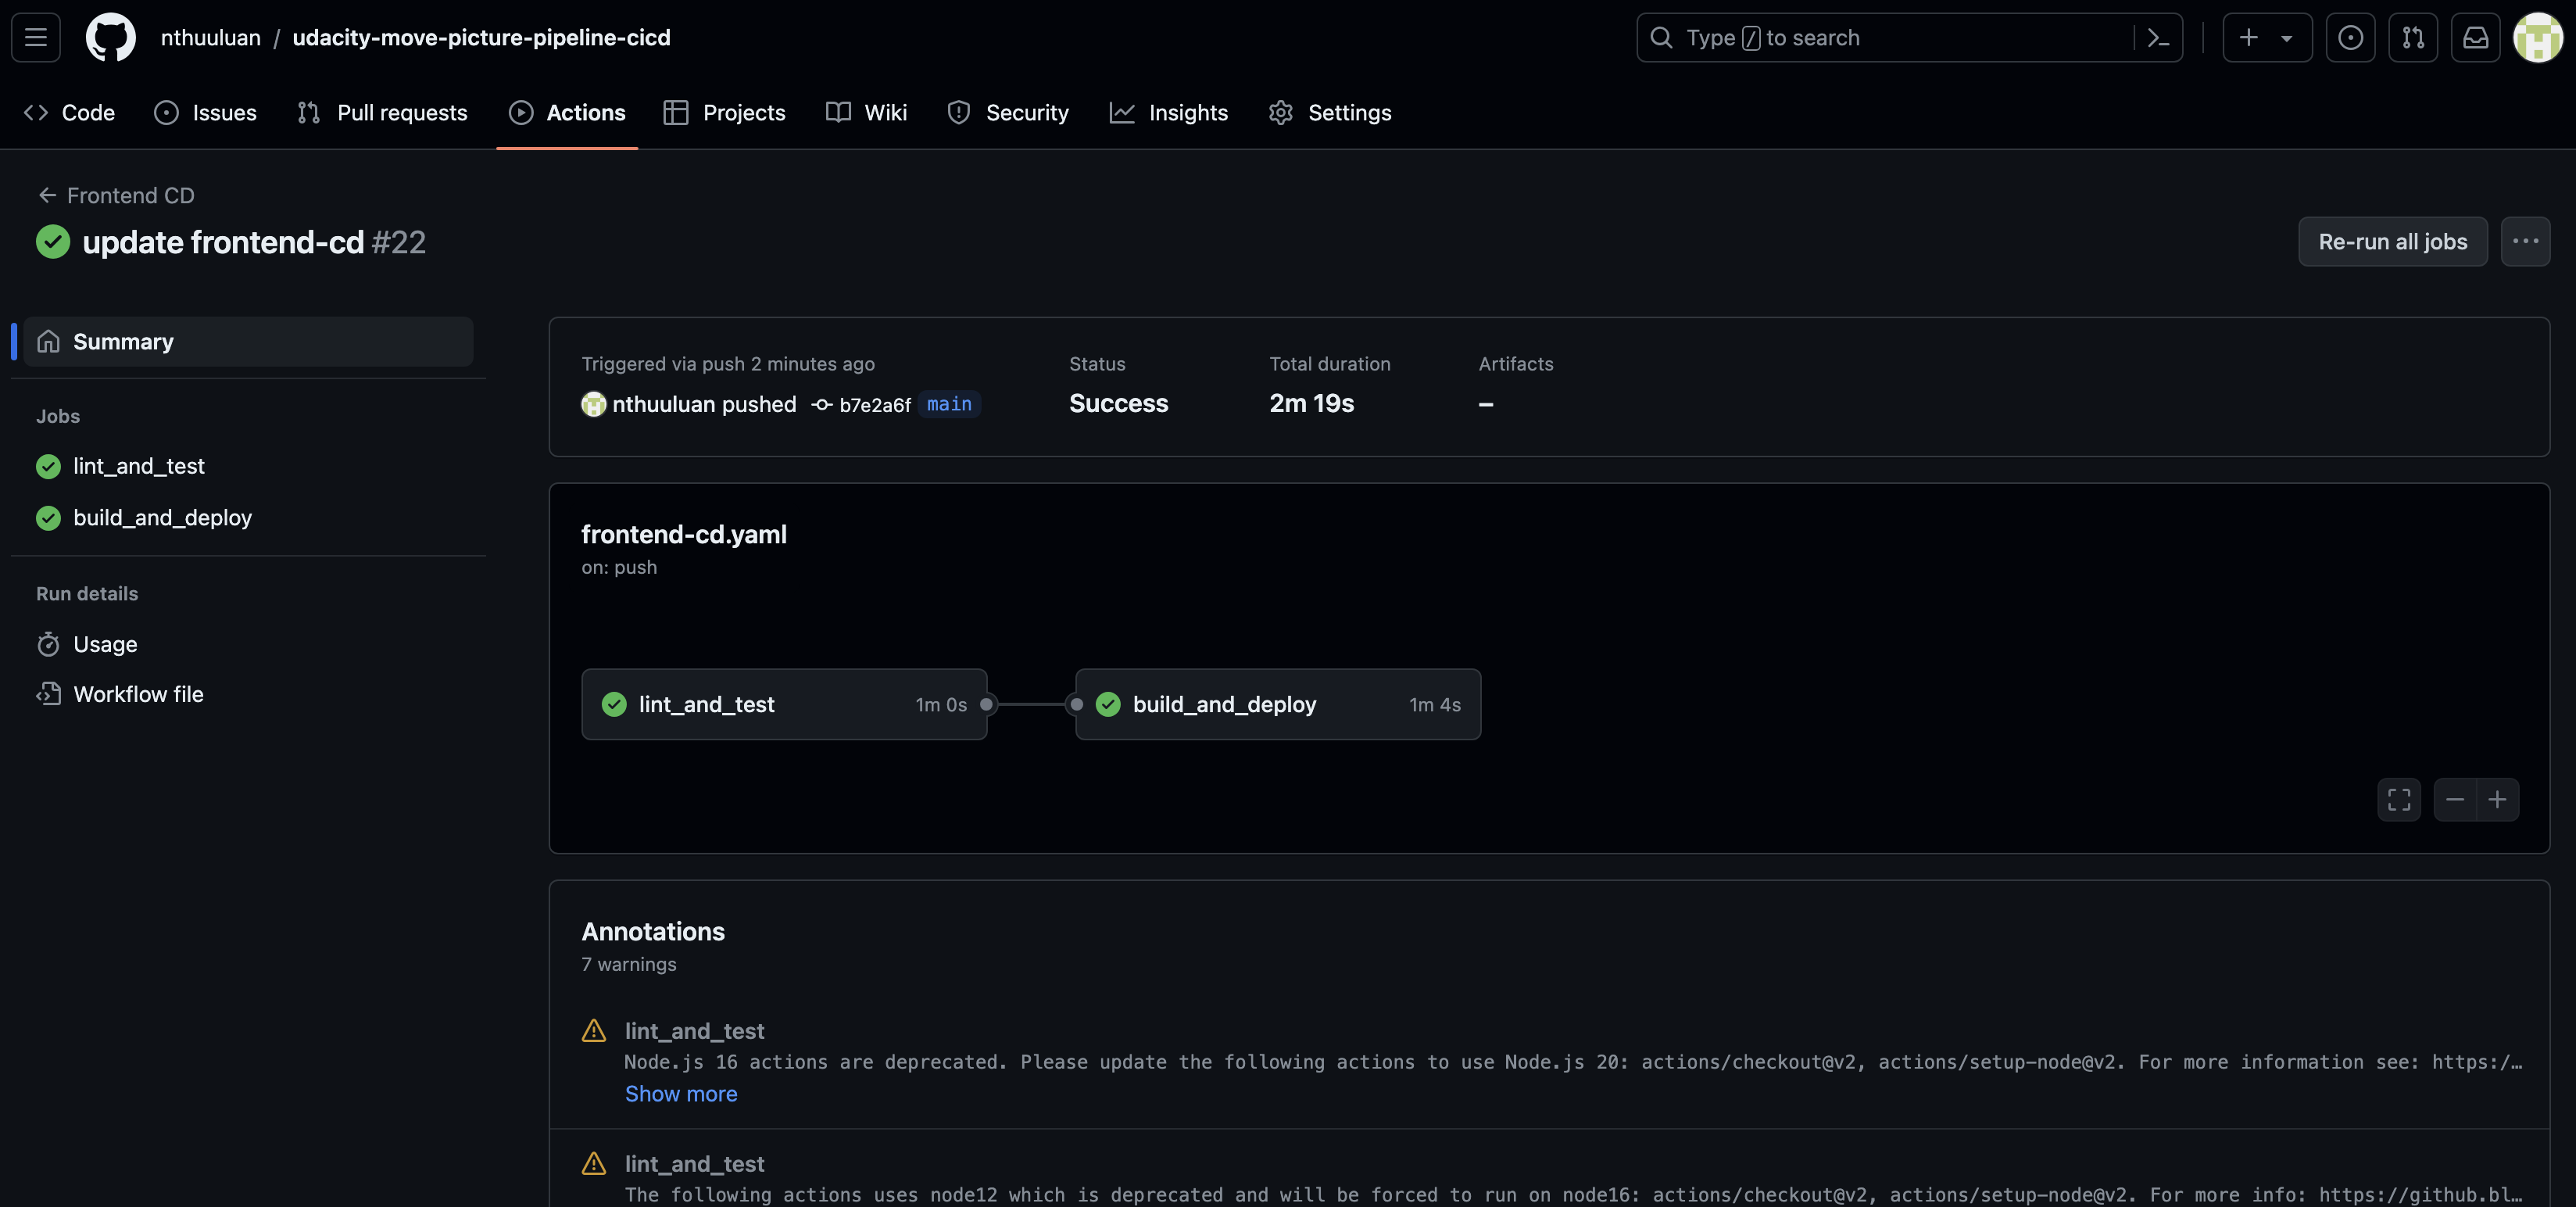 nthuuluan / udacity-move-picture-pipeline-cicd
Type / to search
Code Issues Pull requests Actions Projects Wiki Security Insights Settings
← Frontend CD
update frontend-cd #22
Re-run all jobs
Summary
Jobs
lint_and_test
build_and_deploy
Run details
Usage
Workflow file
Triggered via push 2 minutes ago
nthuuluan pushed b7e2a6f main
Status
Success
Total duration
2m 19s
Artifacts
–
frontend-cd.yaml
on: push
lint_and_test 1m 0s
build_and_deploy 1m 4s
Annotations
7 warnings
lint_and_test
Node.js 16 actions are deprecated. Please update the following actions to use Node.js 20: actions/checkout@v2, actions/setup-node@v2. For more information see: https:/…
Show more
lint_and_test
The following actions uses node12 which is deprecated and will be forced to run on node16: actions/checkout@v2, actions/setup-node@v2. For more info: https://github.bl…